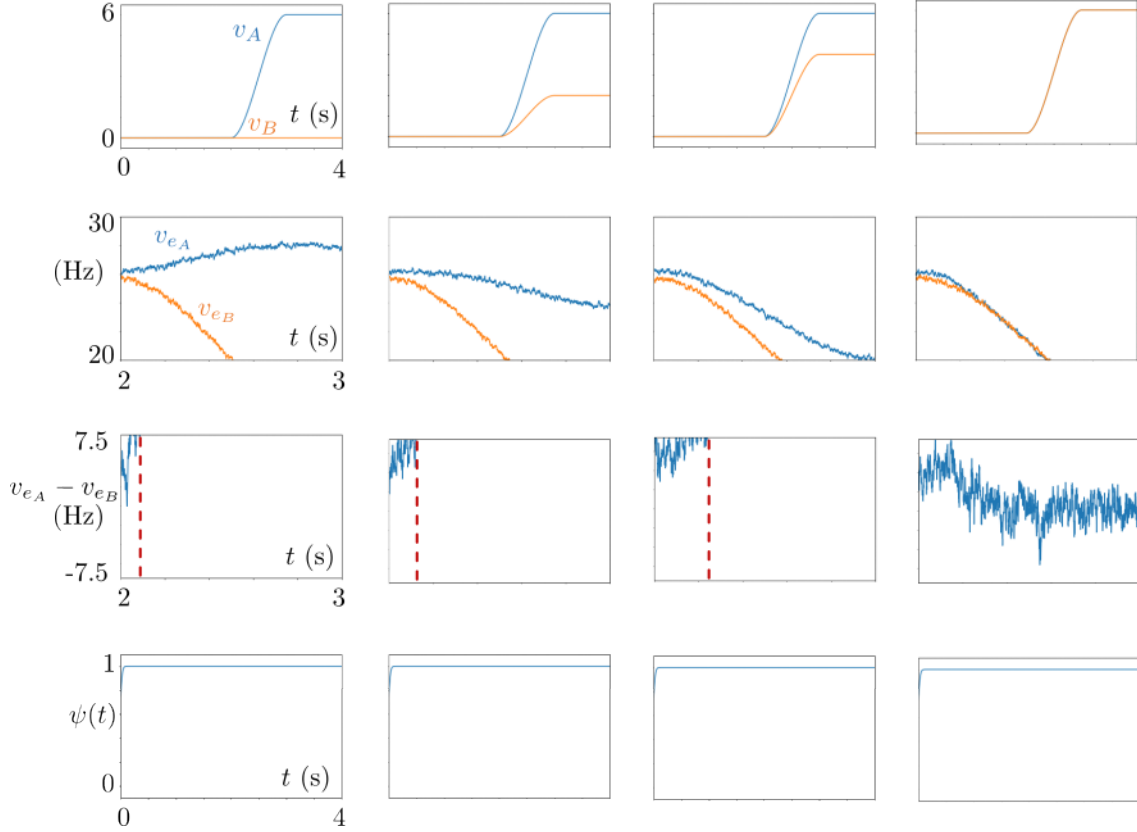 6
v_A
t (s)
v_B
0
0 4
30
v_{e_A}
(Hz)
v_{e_B}
t (s)
20
2 3
7.5
v_{e_A} − v_{e_B}
(Hz)
t (s)
-7.5
2 3
1
ψ(t)
t (s)
0
0 4